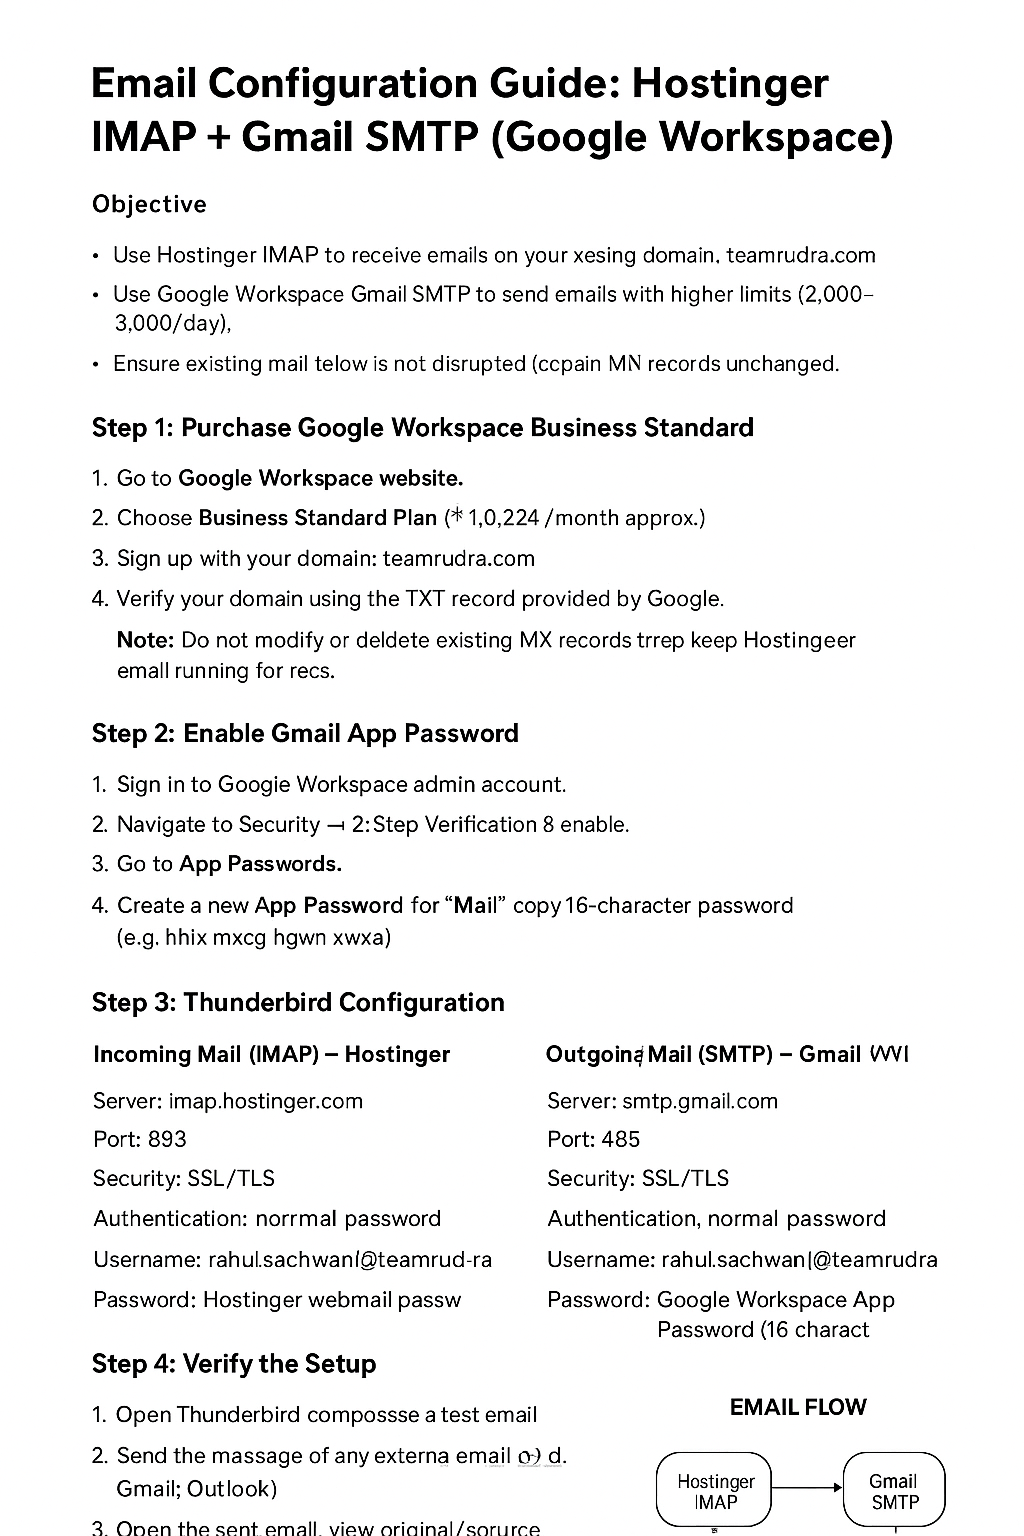 Email Configuration Guide: Hostinger
IMAP + Gmail SMTP (Google Workspace)
Objective
• Use Hostinger IMAP to receive emails on your xesing domain. teamrudra.com
• Use Google Workspace Gmail SMTP to send emails with higher limits (2,000–
3,000/day),
• Ensure existing mail telow is not disrupted (ccpain MN records unchanged.
Step 1: Purchase Google Workspace Business Standard
1. Go to Google Workspace website.
2. Choose Business Standard Plan (* 1,0,224 /month approx.)
3. Sign up with your domain: teamrudra.com
4. Verify your domain using the TXT record provided by Google.
Note: Do not modify or deldete existing MX records trrep keep Hostingeer
emall running for recs.
Step 2: Enable Gmail App Password
1. Sign in to Googie Workspace admin account.
2. Navigate to Security → 2:Step Verification 8 enable.
3. Go to App Passwords.
4. Create a new App Password for “Mail” copy 16-character password
(e.g. hhix mxcg hgwn xwxa)
Step 3: Thunderbird Configuration
Incoming Mail (IMAP) – Hostinger
Server: imap.hostinger.com
Port: 893
Security: SSL/TLS
Authentication: norrmal password
Username: rahul.sachwanl@teamrud-ra
Password: Hostinger webmail passw
Outgoing Mail (SMTP) – Gmail
Server: smtp.gmail.com
Port: 485
Security: SSL/TLS
Authentication, normal password
Username: rahul.sachwanl@teamrudra
Password: Google Workspace App
Password (16 charact
Step 4: Verify the Setup
1. Open Thunderbird compossse a test email
2. Send the massage of any externa email d.
Gmail; Outlook)
3. Open the sent email, view original/sorurce
EMAIL FLOW
Hostinger
IMAP
Gmail
SMTP